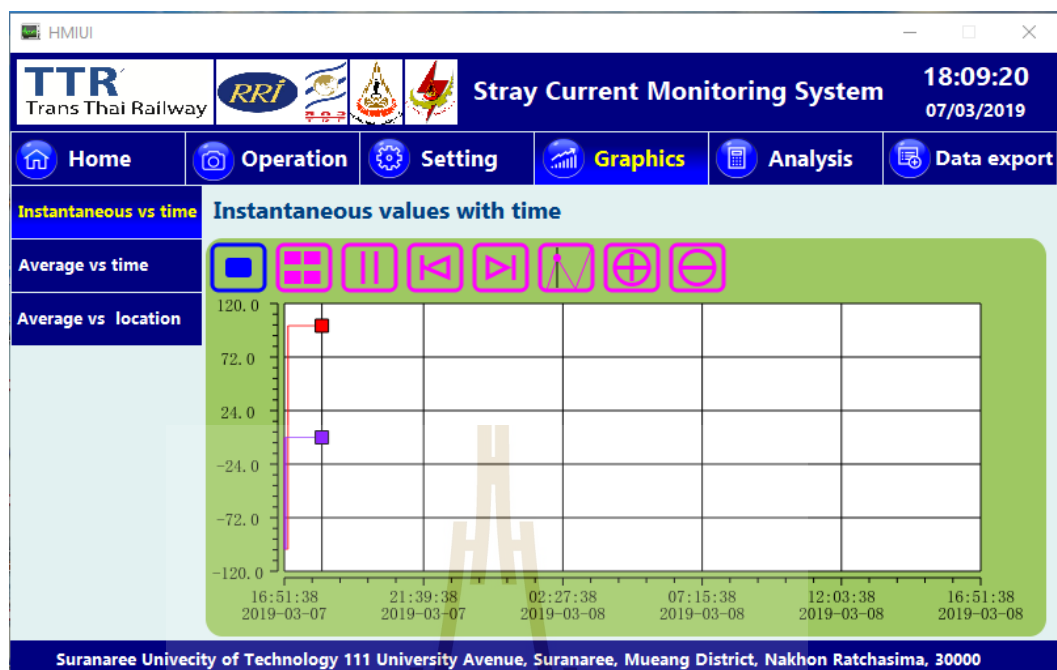 HMIUI
TTR
Trans Thai Railway
RRI
Stray Current Monitoring System
18:09:20
07/03/2019
Home
Operation
Setting
Graphics
Analysis
Data export
Instantaneous vs time
Average vs time
Average vs location
Instantaneous values with time
120.0
72.0
24.0
-24.0
-72.0
-120.0
16:51:38
2019-03-07
21:39:38
2019-03-07
02:27:38
2019-03-08
07:15:38
2019-03-08
12:03:38
2019-03-08
16:51:38
2019-03-08
Suranaree Univecity of Technology 111 University Avenue, Suranaree, Mueang District, Nakhon Ratchasima, 30000